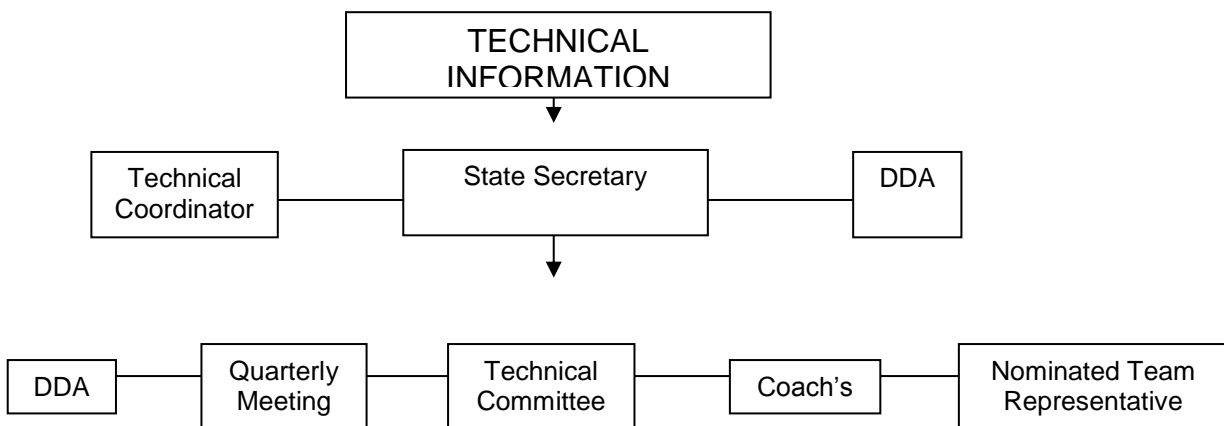 TECHNICAL
INFORMATION
Technical
Coordinator
State Secretary
DDA
DDA
Quarterly
Meeting
Technical
Committee
Coach’s
Nominated Team
Representative